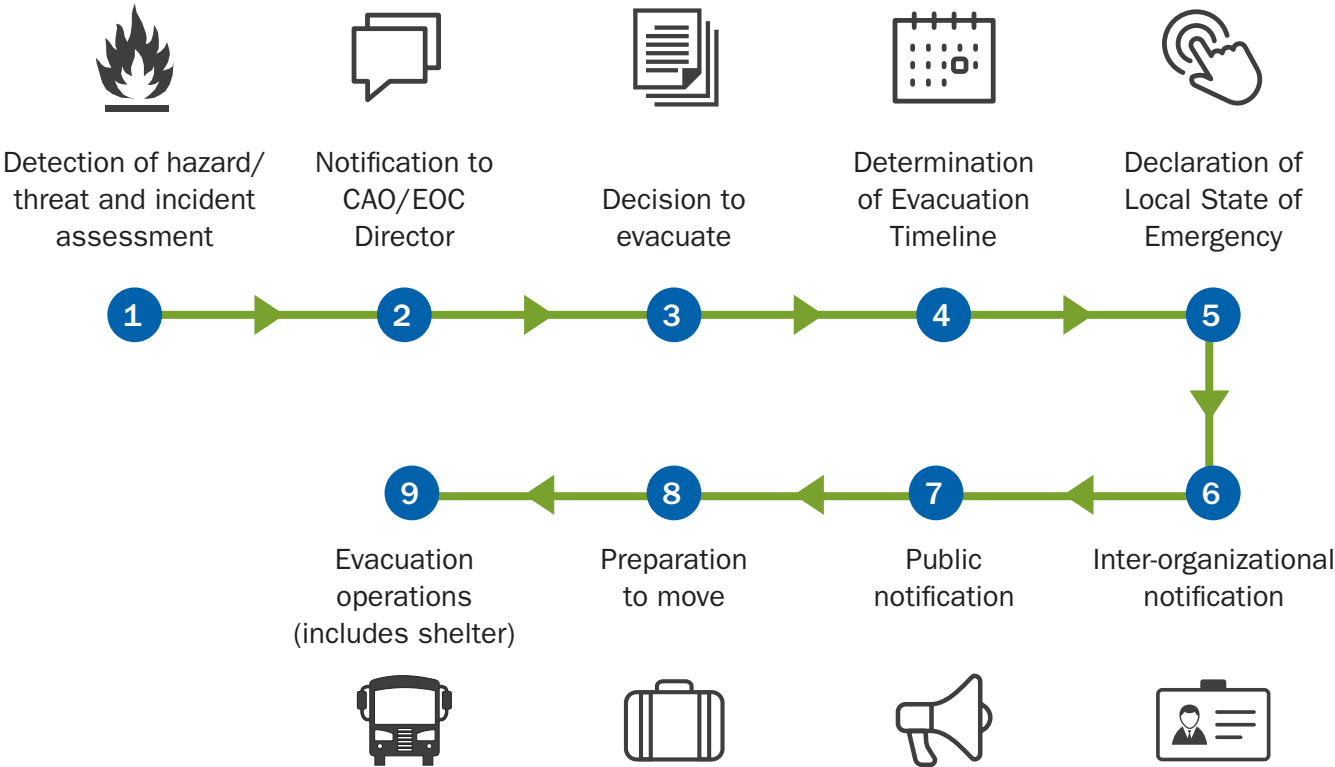 Detection of hazard/
threat and incident
assessment
Notification to
CAO/EOC
Director
Decision to
evacuate
Determination
of Evacuation
Timeline
Declaration of
Local State of
Emergency
1
2
3
4
5
9
8
7
6
Evacuation
operations
(includes shelter)
Preparation
to move
Public
notification
Inter-organizational
notification